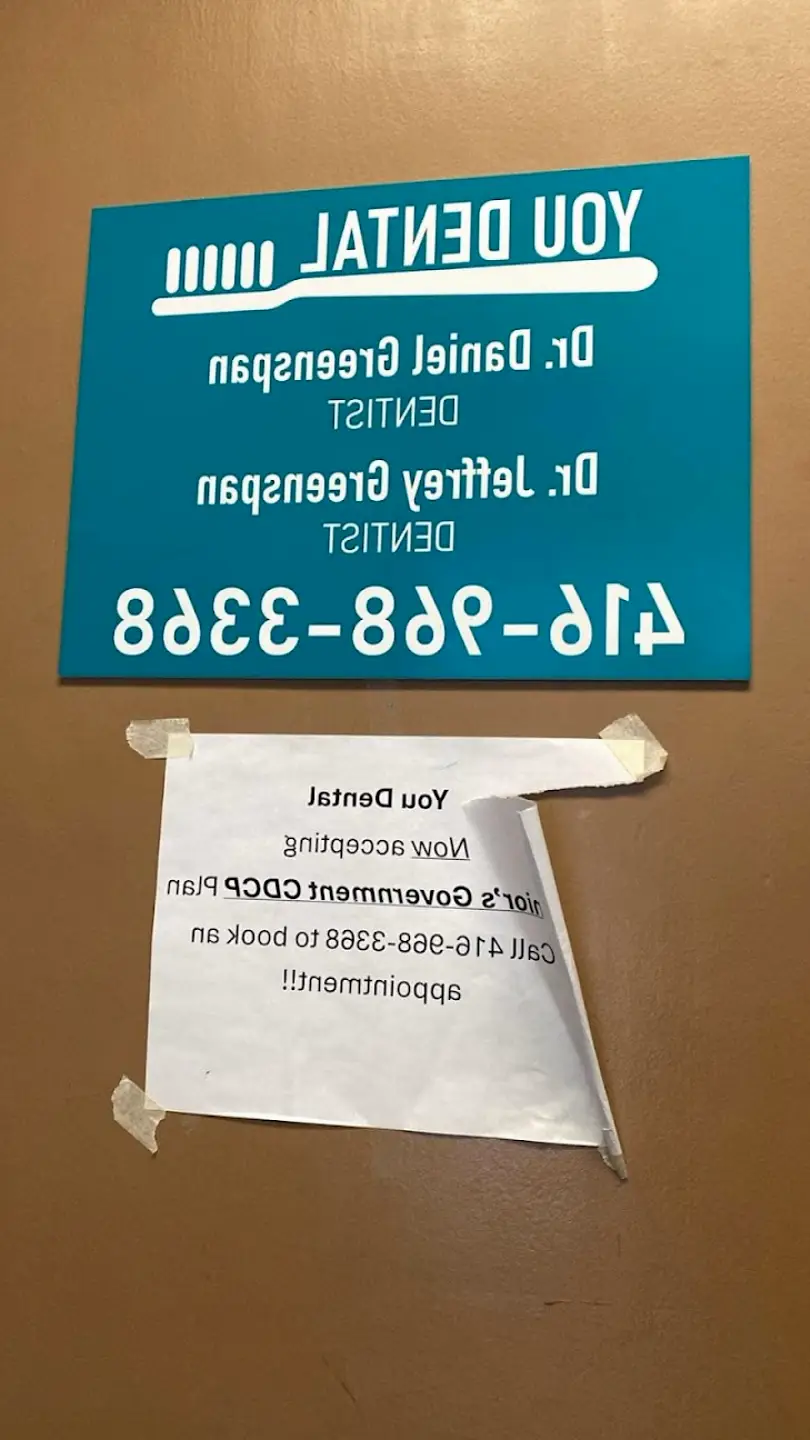 YOU DENTAL
Dr. Daniel Greenspan
DENTIST
Dr. Jeffrey Greenspan
DENTIST
416-968-3368
You Dental
Now accepting
nior's Government CDCP Plan
Call 416-968-3368 to book an
appointment!!